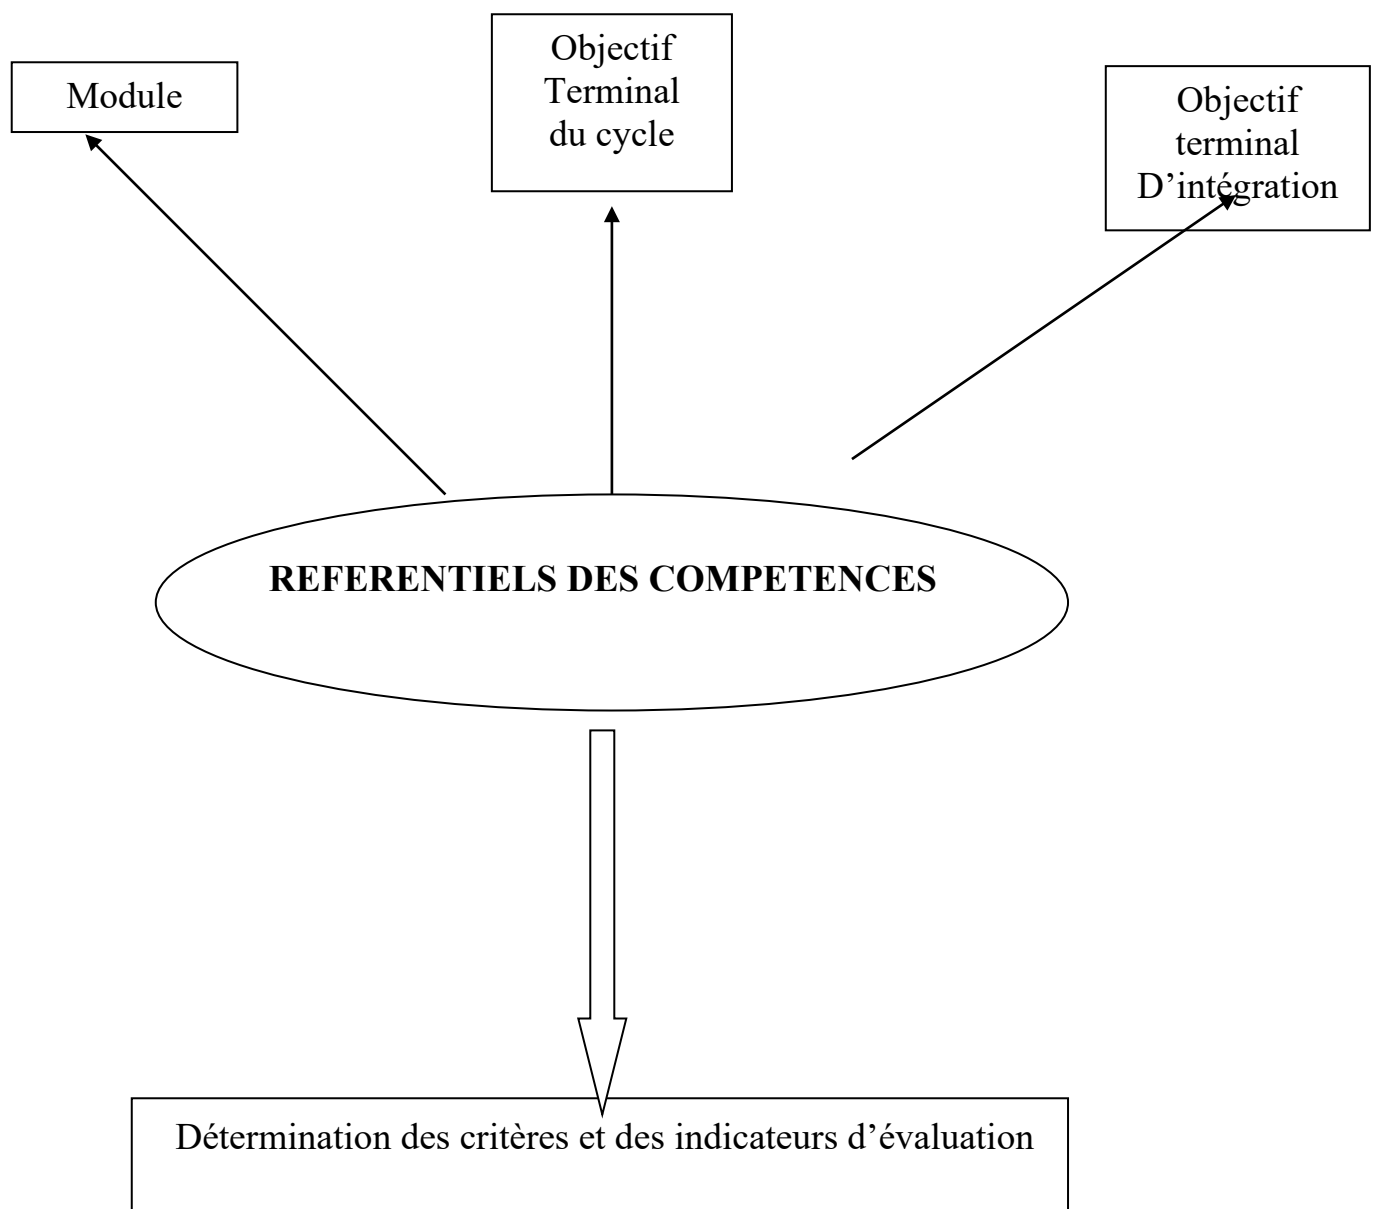 Module
Objectif
Terminal
du cycle
Objectif
terminal
D’intégration
REFERENTIELS DES COMPETENCES
Détermination des critères et des indicateurs d’évaluation